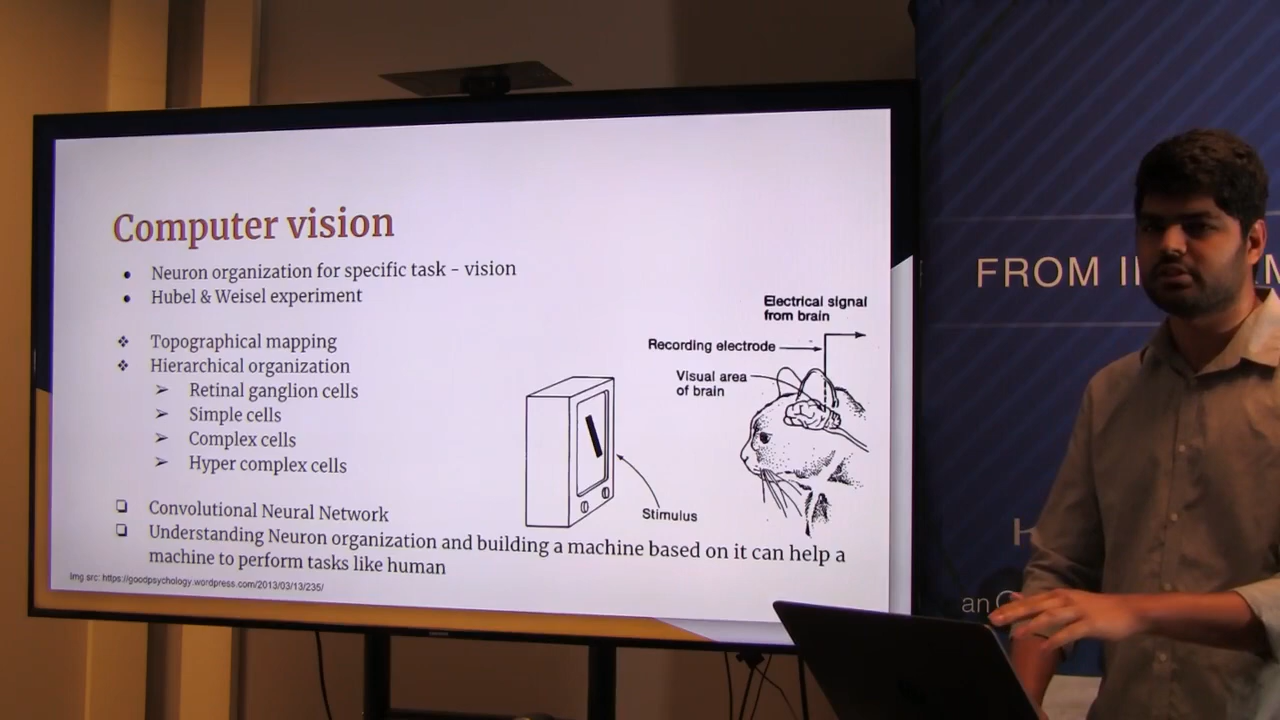 Computer vision
● Neuron organization for specific task – vision
● Hubel & Weisel experiment
❖ Topographical mapping
❖ Hierarchical organization
➢ Retinal ganglion cells
➢ Simple cells
➢ Complex cells
➢ Hyper complex cells
❏ Convolutional Neural Network
❏ Understanding Neuron organization and building a machine based on it can help a
machine to perform tasks like human
Img src: https://goodpsychology.wordpress.com/2013/03/13/235/
Electrical signal
from brain
Recording electrode
Visual area
of brain
Stimulus
FROM
H
an